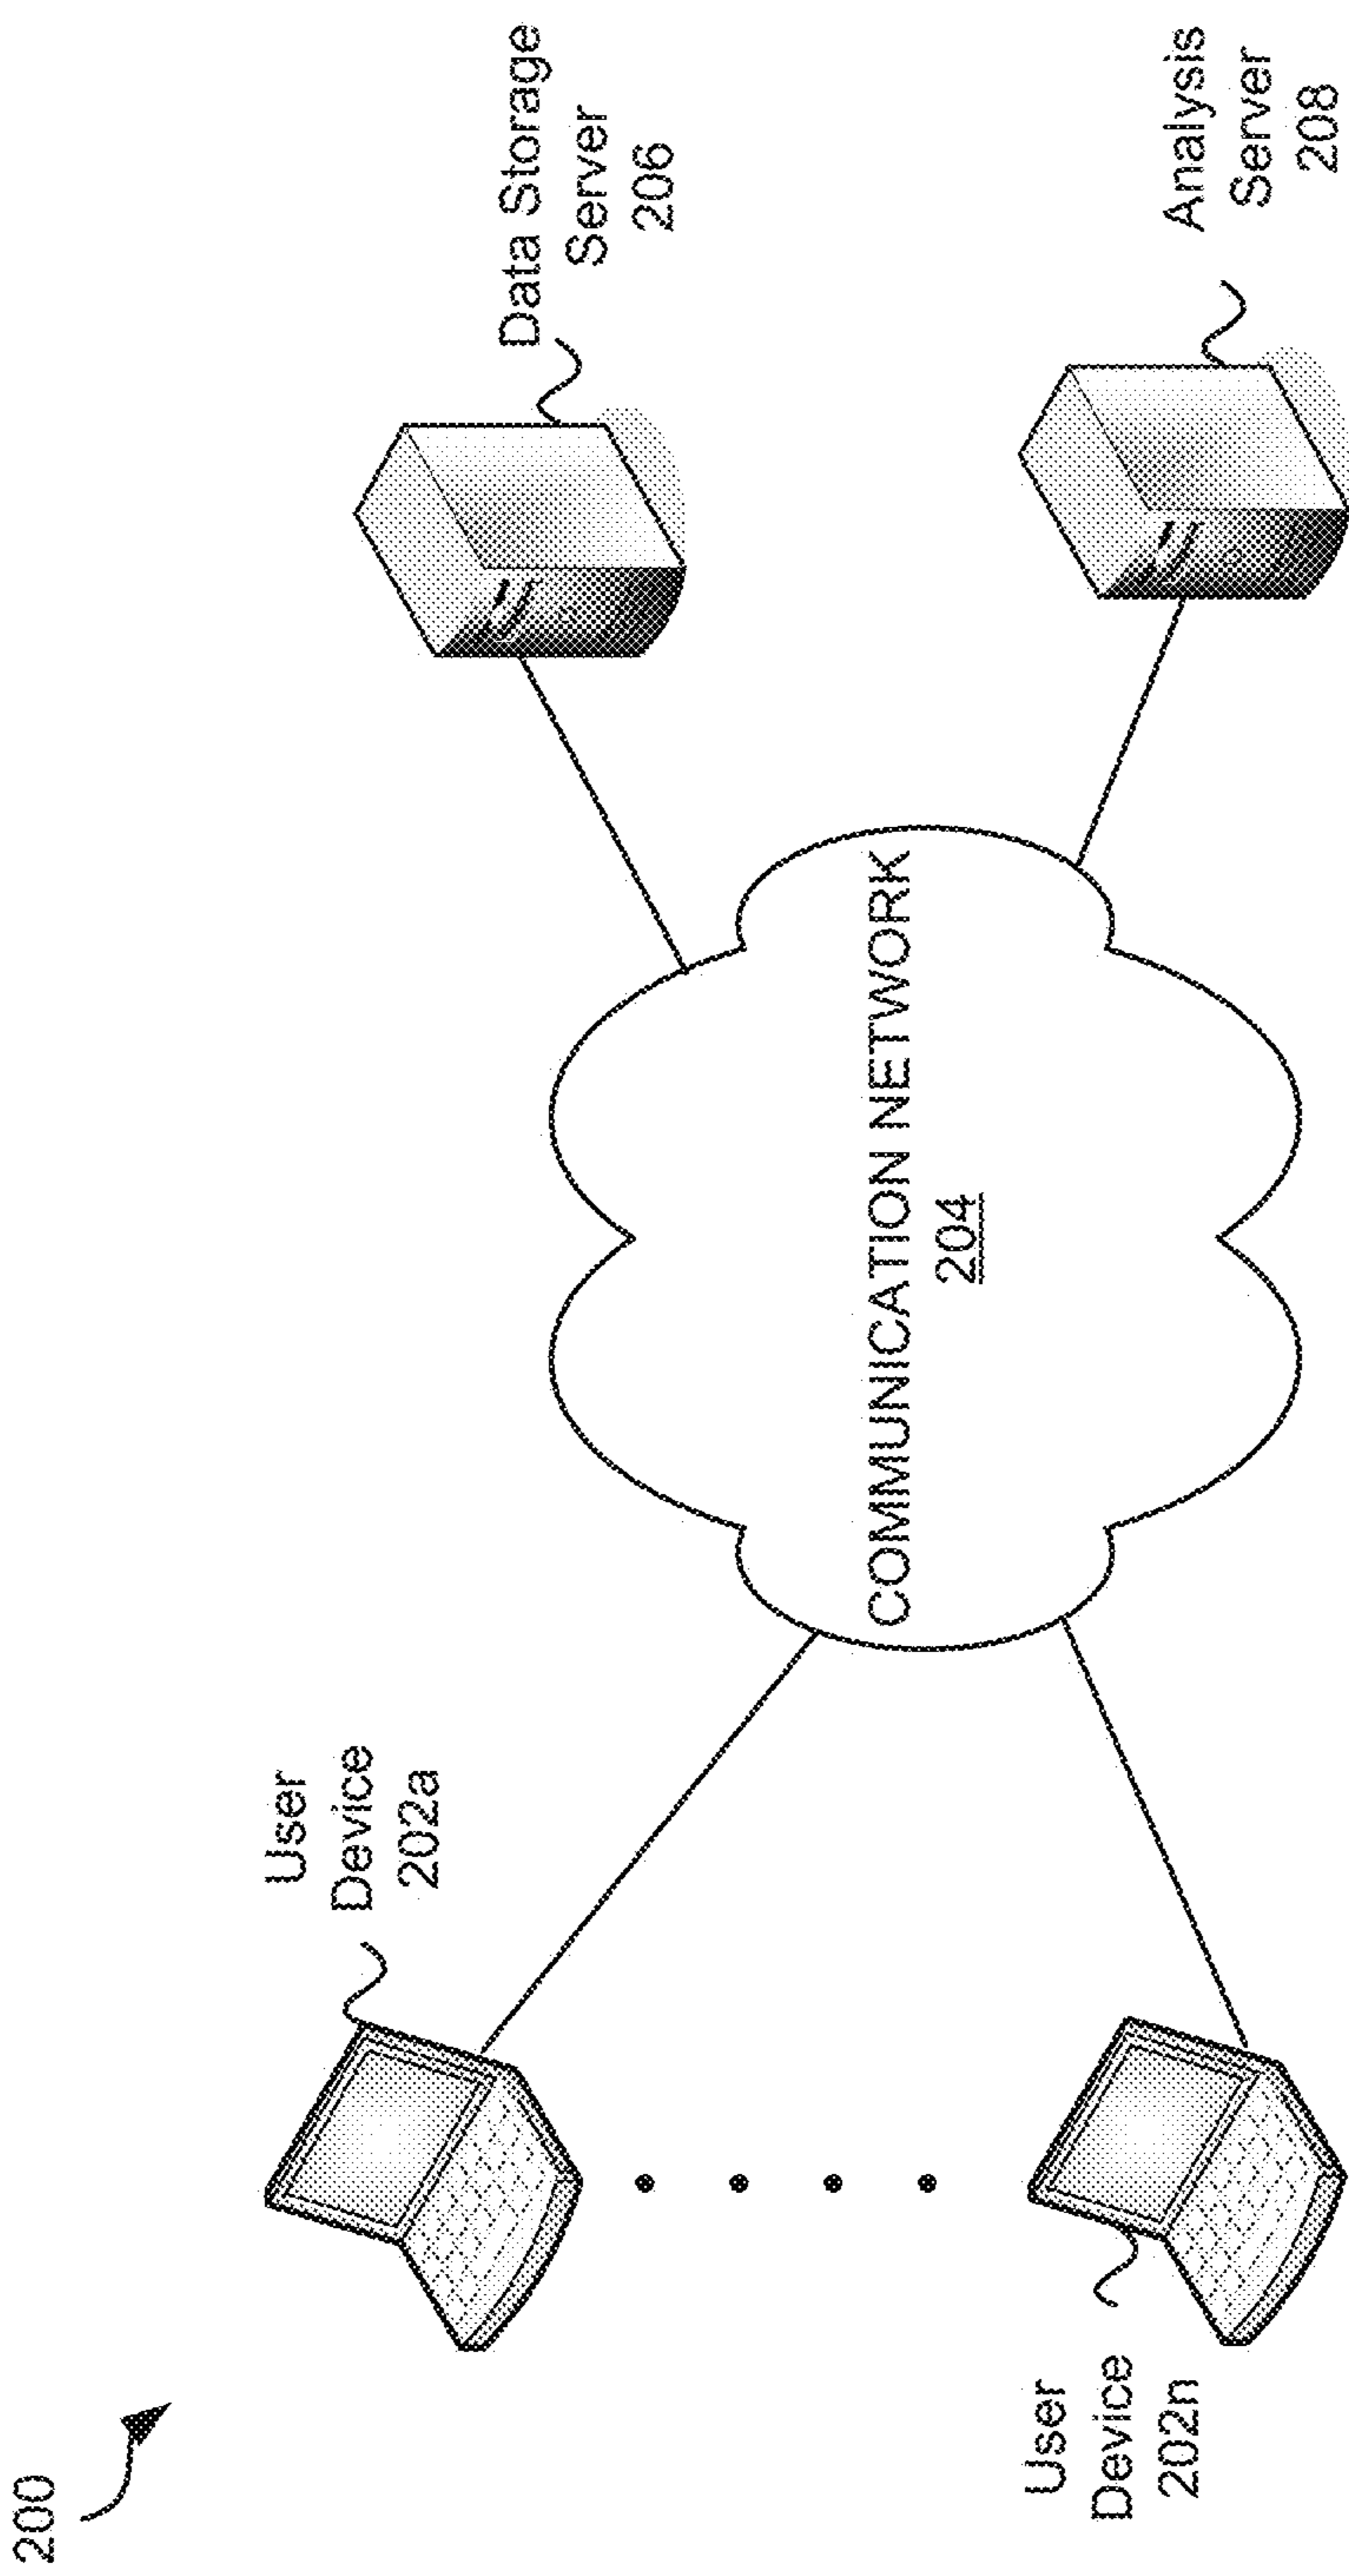 200
User
Device
202a
Data Storage
Server
206
COMMUNICATION NETWORK
204
User
Device
202n
Analysis
Server
208